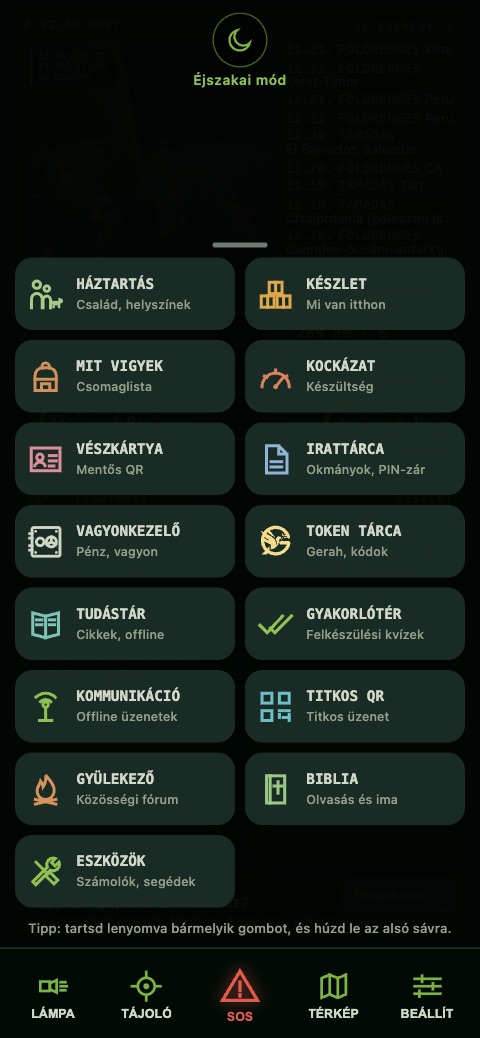 Éjszakai mód
HÁZTARTÁS
Család, helyszínek
KÉSZLET
Mi van itthon
MIT VIGYEK
Csomaglista
KOCKÁZAT
Készültség
VÉSZKÁRTYA
Mentős QR
IRATTÁRCA
Okmányok, PIN-zár
VAGYONKEZELŐ
Pénz, vagyon
TOKEN TÁRCA
Gerah, kódok
TUDÁSTÁR
Cikkek, offline
GYAKORLÓTÉR
Felkészülési kvízek
KOMMUNIKÁCIÓ
Offline üzenetek
TITKOS QR
Titkos üzenet
GYÜLEKEZŐ
Közösségi fórum
BIBLIA
Olvasás és ima
ESZKÖZÖK
Számolók, segédek
Tipp: tartsd lenyomva bármelyik gombot, és húzd le az alsó sávra.
LÁMPA
TÁJOLÓ
SOS
TÉRKÉP
BEÁLLÍT